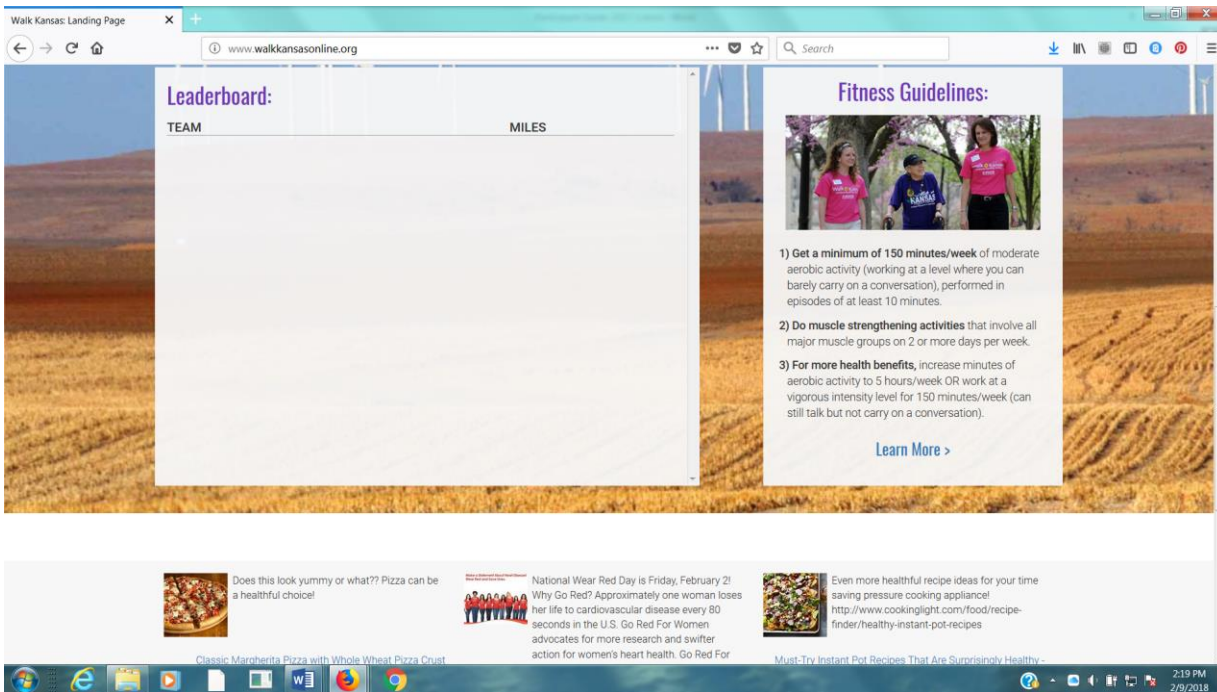 Walk Kansas: Landing Page
www.walkkansasonline.org
Search
Leaderboard:
TEAM MILES
Fitness Guidelines:
1) Get a minimum of 150 minutes/week of moderate
aerobic activity (working at a level where you can
barely carry on a conversation), performed in
episodes of at least 10 minutes.
2) Do muscle strengthening activities that involve all
major muscle groups on 2 or more days per week.
3) For more health benefits, increase minutes of
aerobic activity to 5 hours/week OR work at a
vigorous intensity level for 150 minutes/week (can
still talk but not carry on a conversation).
Learn More >
Does this look yummy or what?? Pizza can be
a healthful choice!
Classic Margherita Pizza with Whole Wheat Pizza Crust
National Wear Red Day is Friday, February 2!
Why Go Red? Approximately one woman loses
her life to cardiovascular disease every 80
seconds in the U.S. Go Red For Women
advocates for more research and swifter
action for women's heart health. Go Red For
Even more healthful recipe ideas for your time
saving pressure cooking appliance!
http://www.cookinglight.com/food/recipe-
finder/healthy-instant-pot-recipes
Must-Try Instant Pot Recipes That Are Surprisingly Healthy -
2:19 PM
2/9/2018